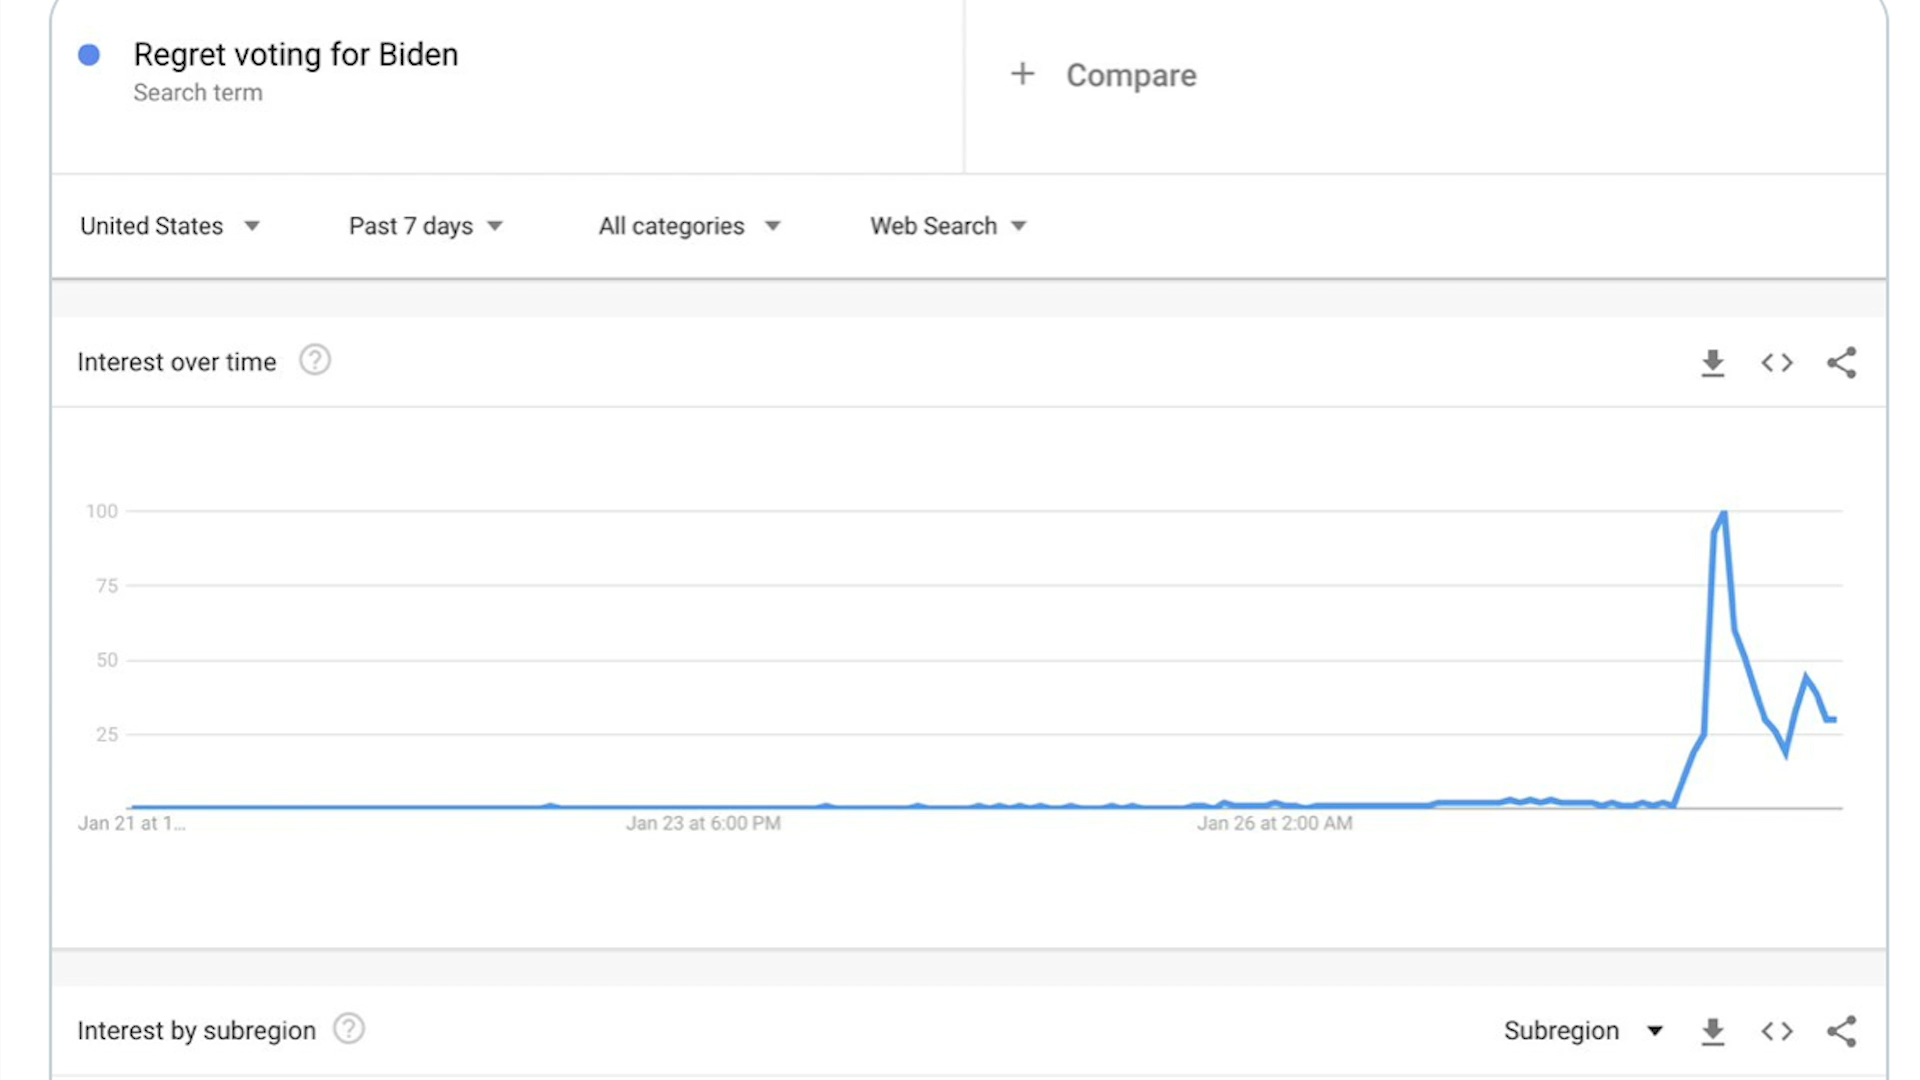 Regret voting for Biden
Search term
+ Compare
United States
Past 7 days
All categories
Web Search
Interest over time ?
100
75
50
25
Jan 21 at 1...
Jan 23 at 6:00 PM
Jan 26 at 2:00 AM
Interest by subregion ?
Subregion